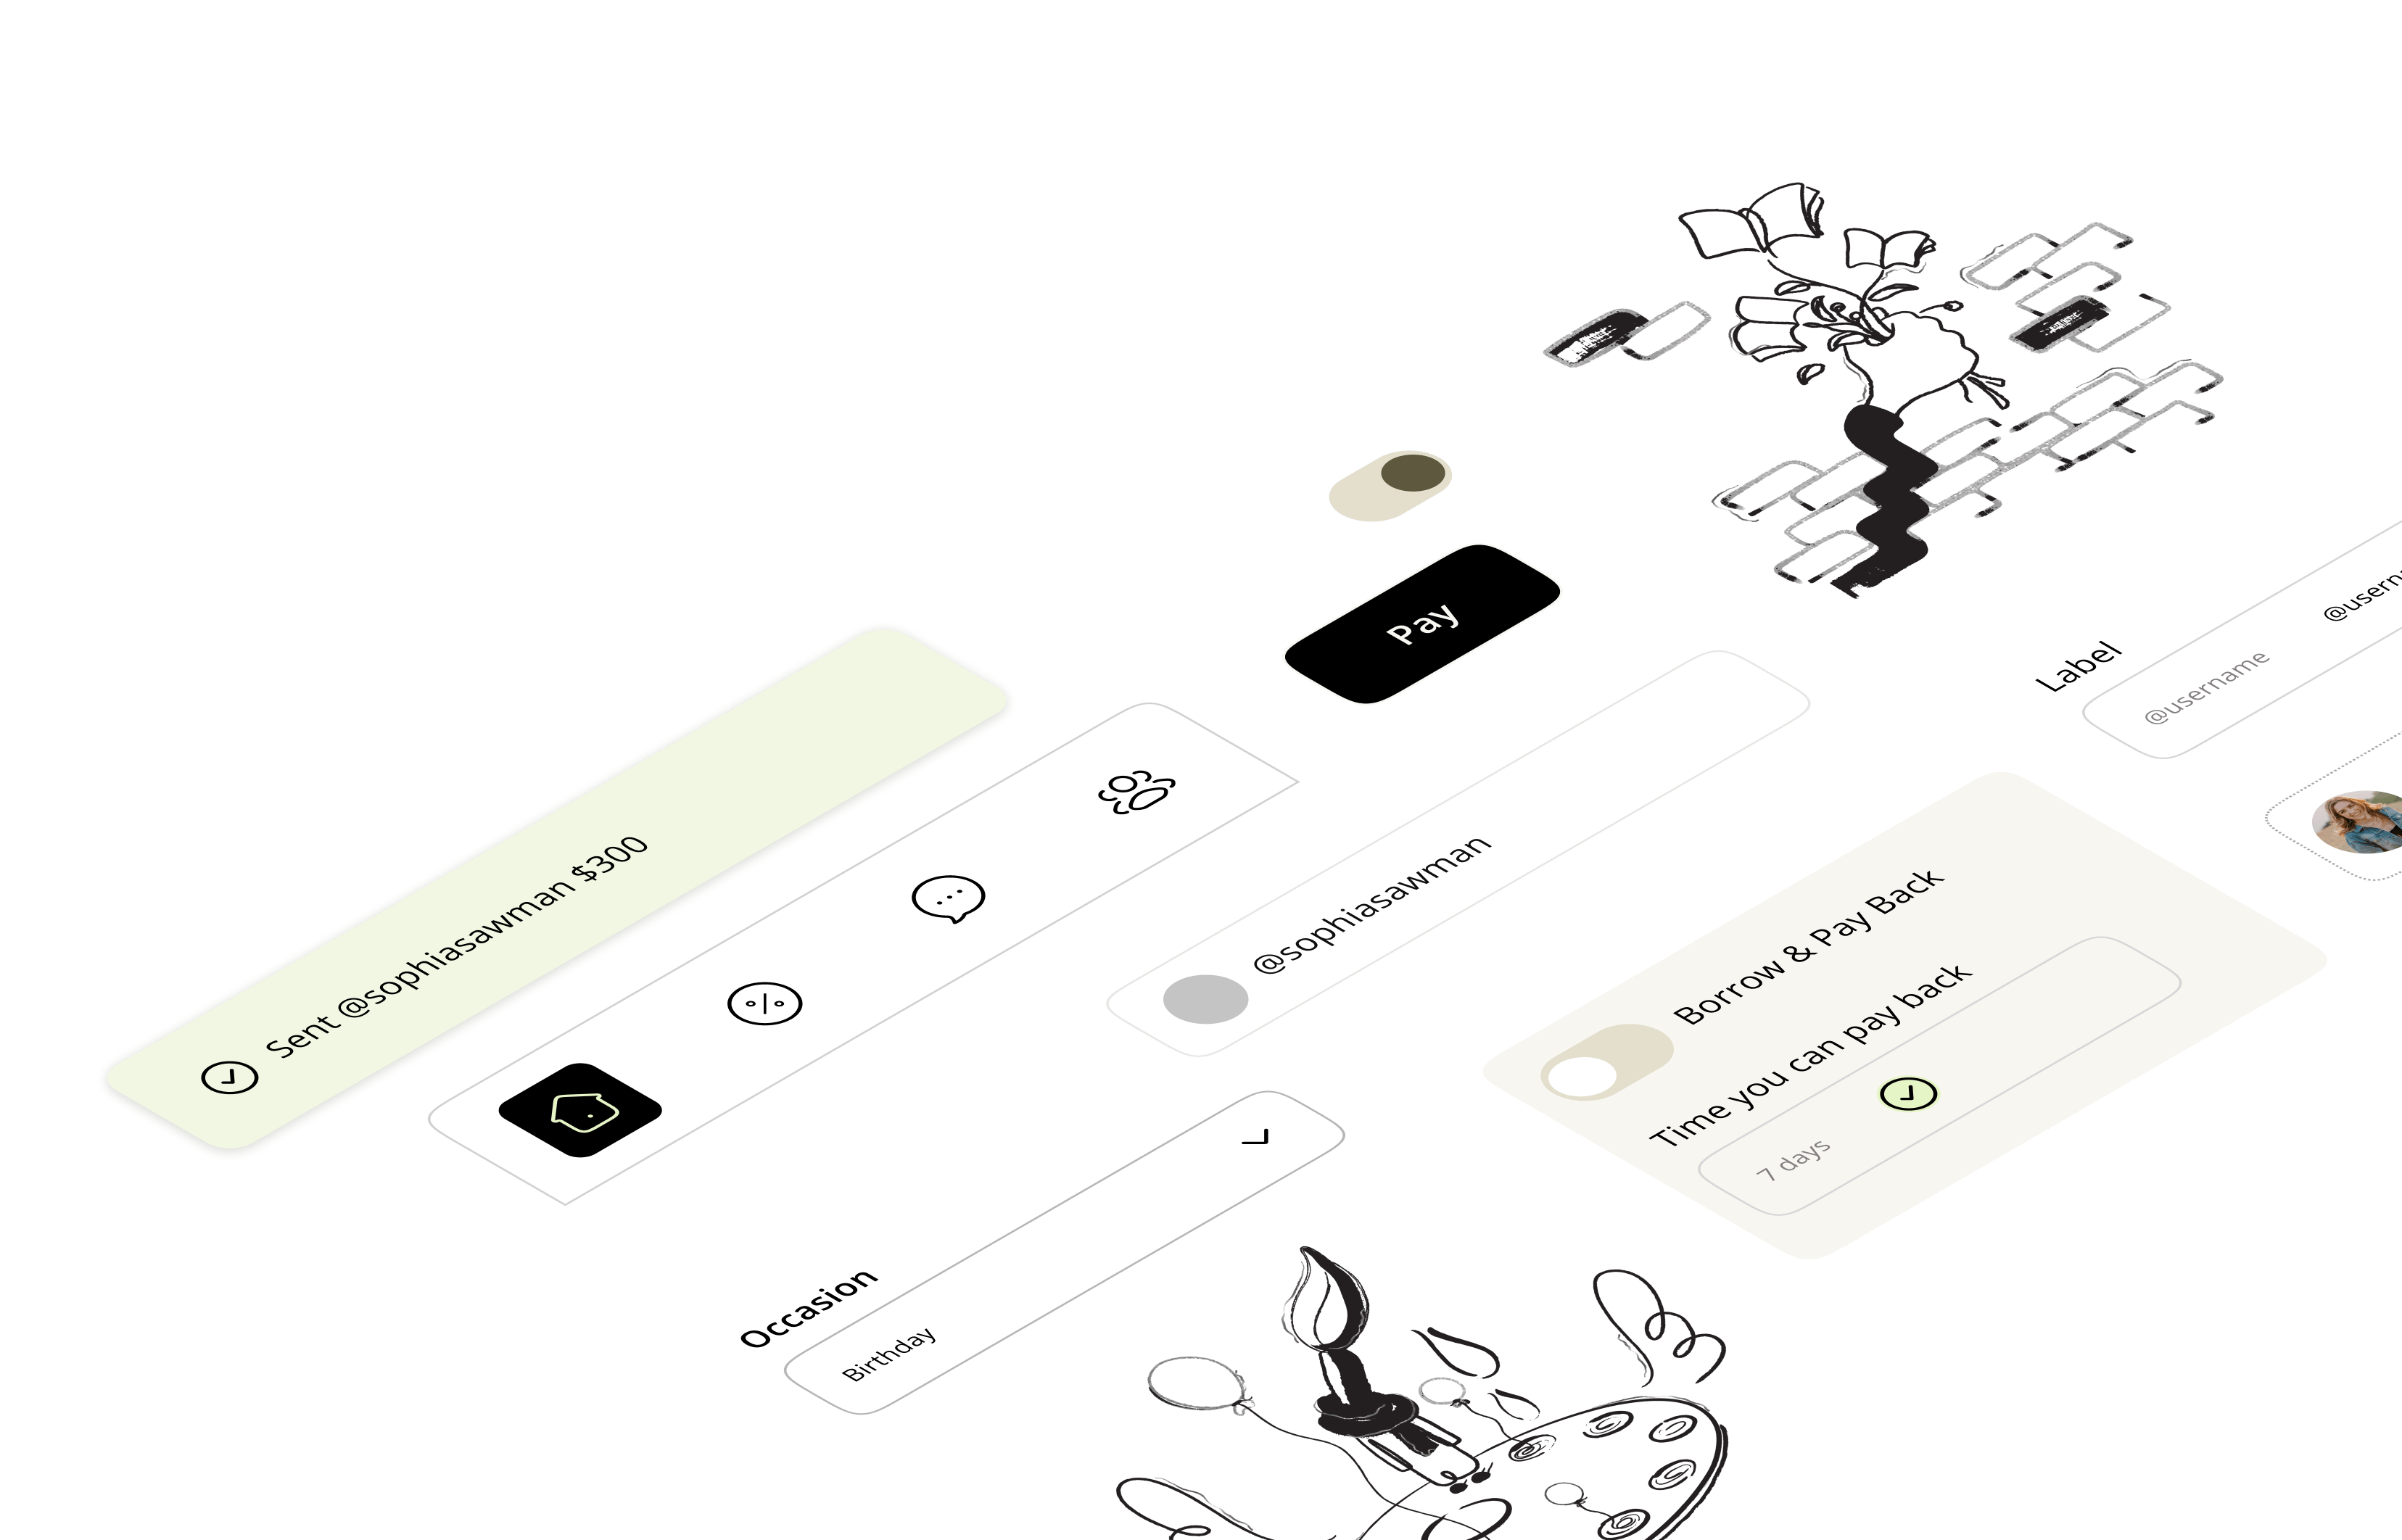 Pay
Label
@username
Sent @sophiasawman $300
@sophiasawman
Borrow & Pay Back
Time you can pay back
7 days
Occasion
Birthday